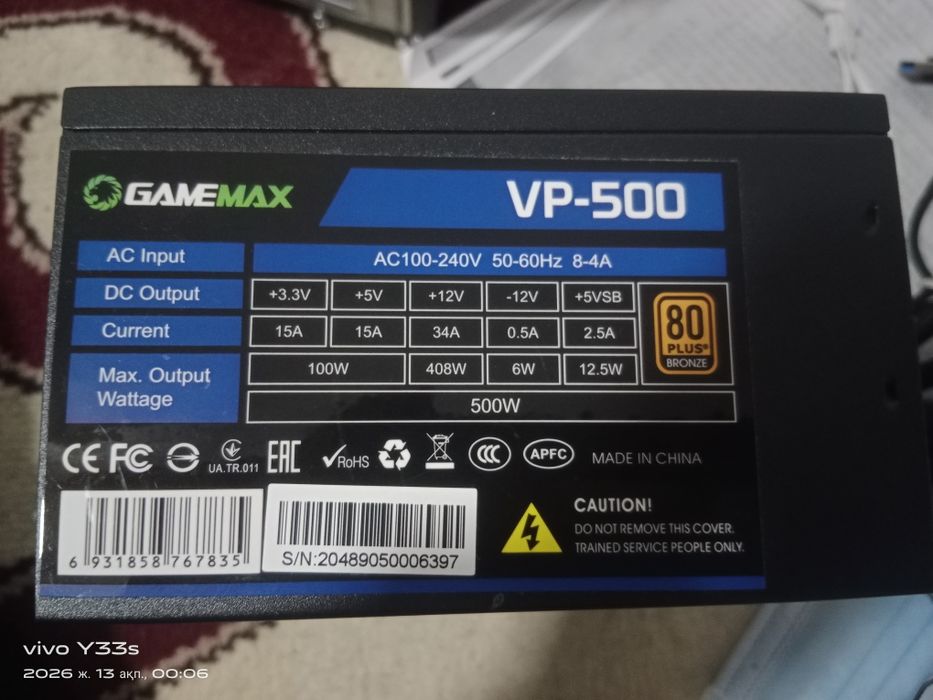 GAMEMAX
VP-500
AC Input AC100-240V 50-60Hz 8-4A
DC Output +3.3V +5V +12V -12V +5VSB
Current 15A 15A 34A 0.5A 2.5A
Max. Output Wattage 100W 408W 6W 12.5W
500W
80
PLUS®
BRONZE
CE FC UA.TR.011 EAC RoHS CCC APFC MADE IN CHINA
6 931858 767835
S/N:20489050006397
CAUTION!
DO NOT REMOVE THIS COVER.
TRAINED SERVICE PEOPLE ONLY.
vivo Y33s
2026 ж. 13 ақп., 00:06